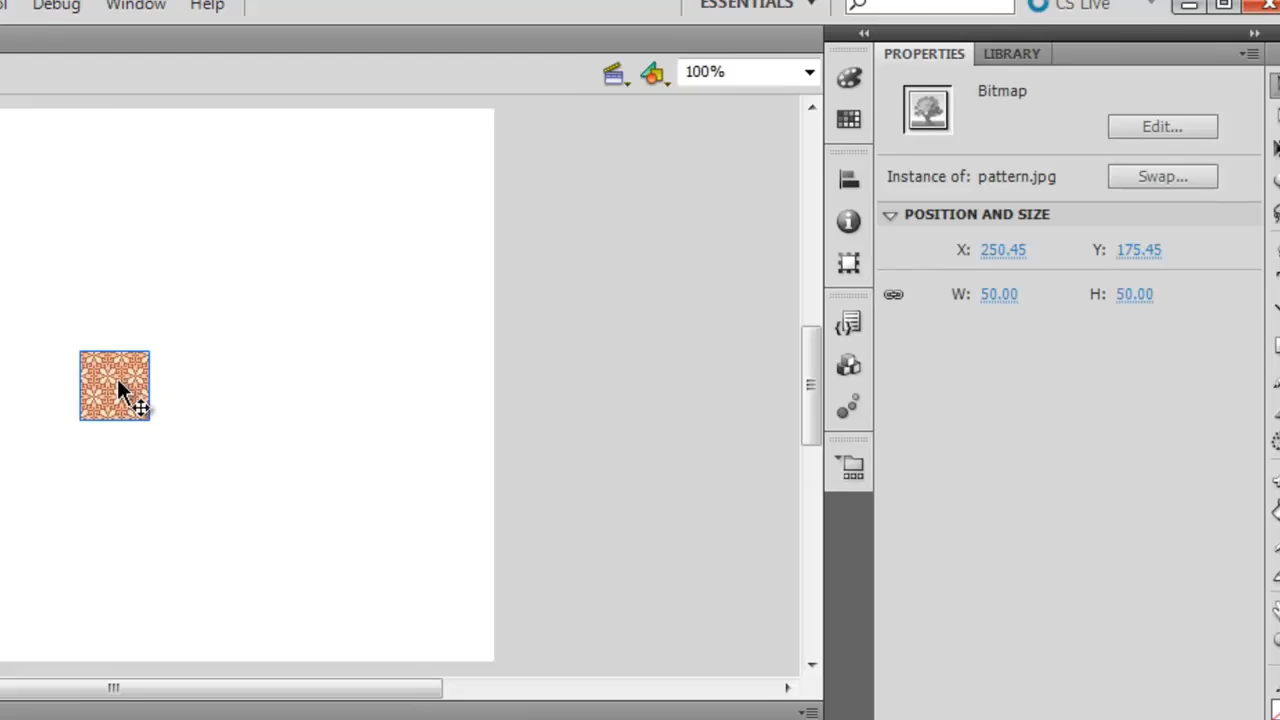 Debug Window Help
ESSENTIALS
CS Live
100%
PROPERTIES LIBRARY
Bitmap
Edit...
Instance of: pattern.jpg Swap...
POSITION AND SIZE
X: 250.45 Y: 175.45
W: 50.00 H: 50.00